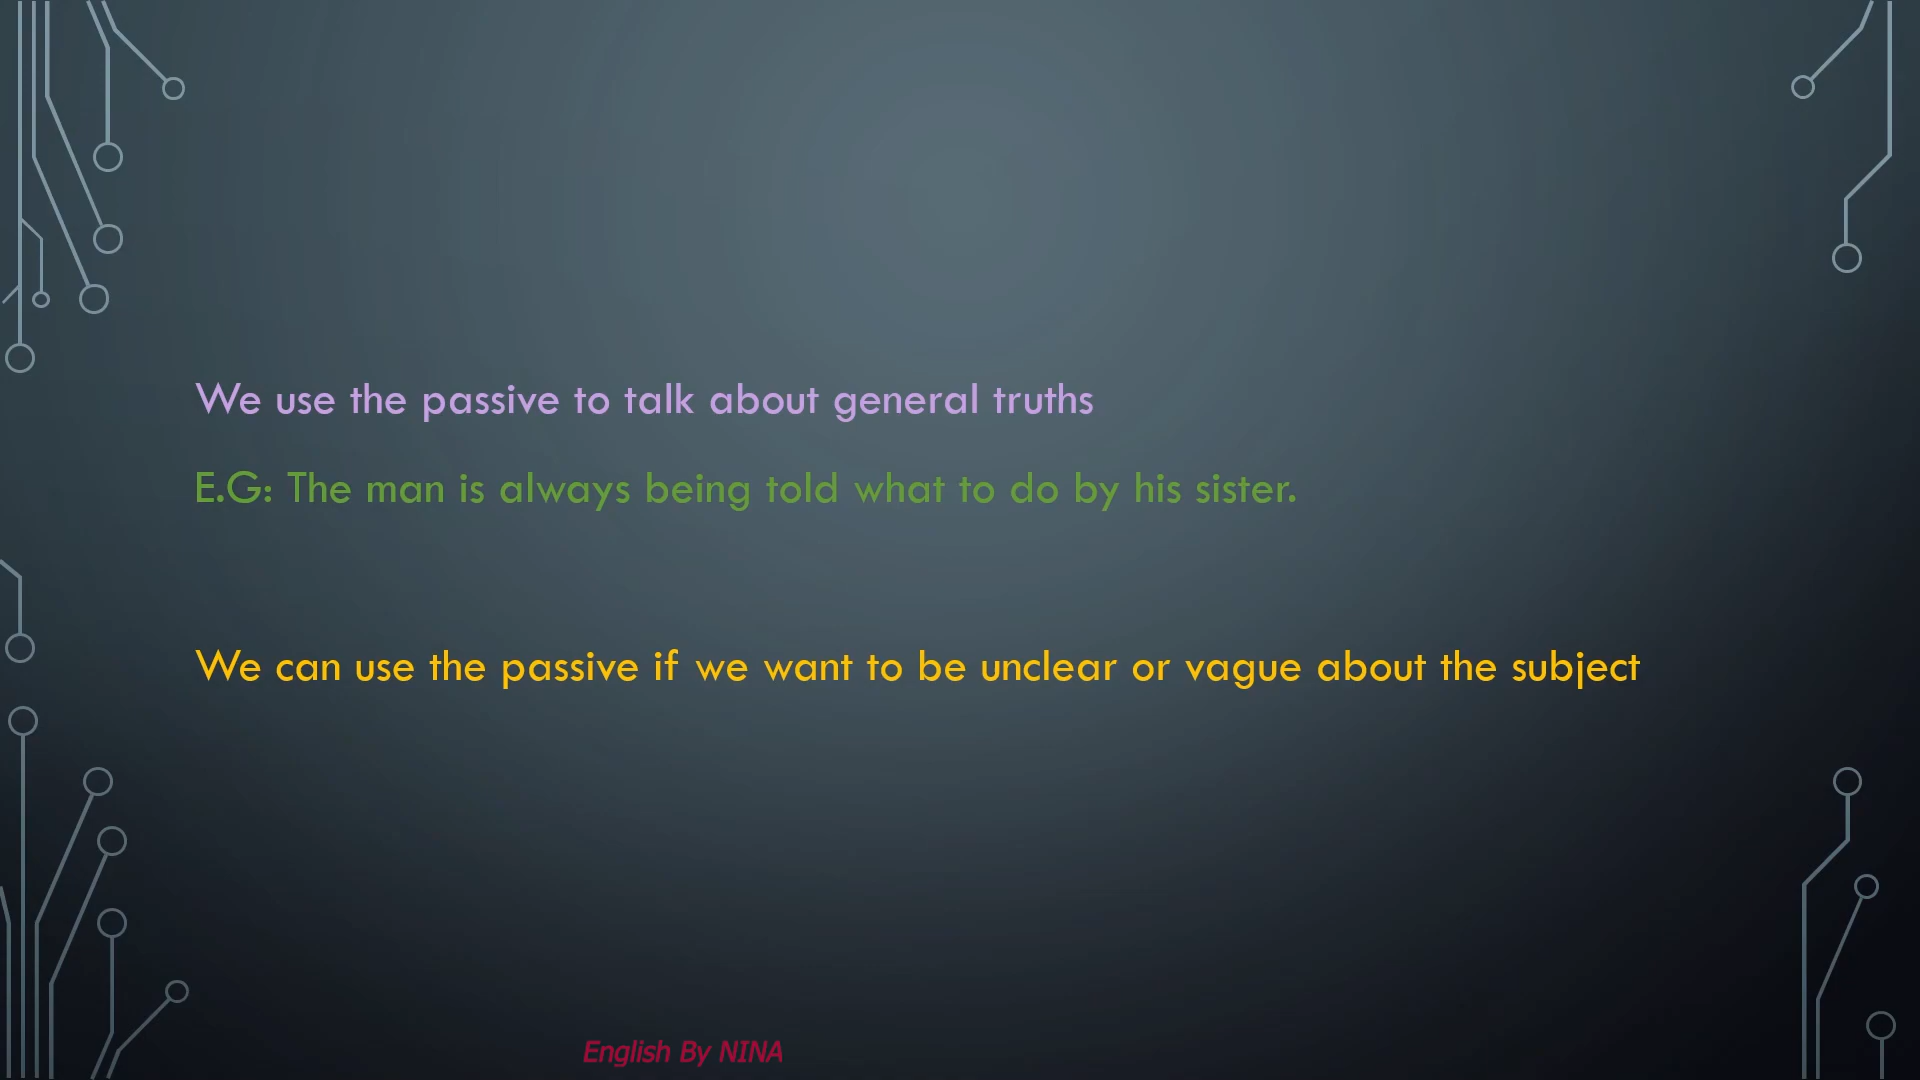 We use the passive to talk about general truths
E.G: The man is always being told what to do by his sister.
We can use the passive if we want to be unclear or vague about the subject
English By NINA